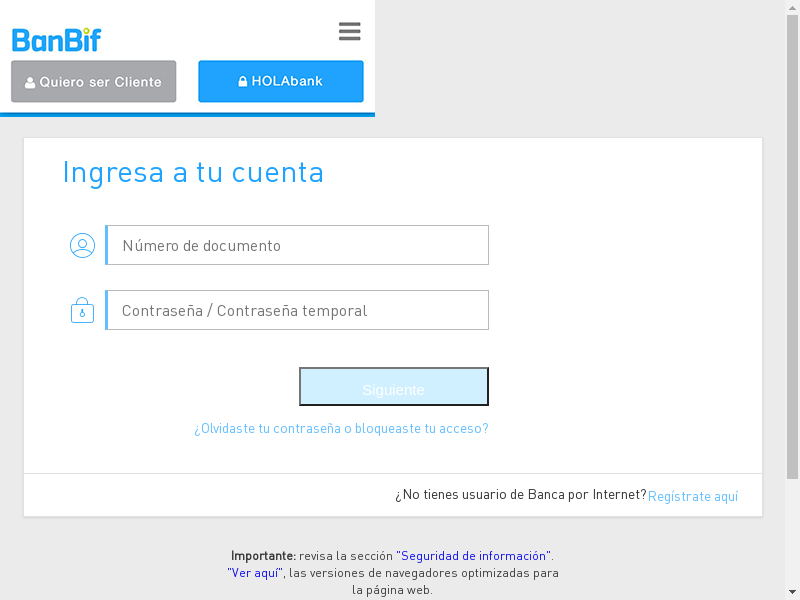 BanBif
Quiero ser Cliente
HOLAbank
Ingresa a tu cuenta
Número de documento
Contraseña / Contraseña temporal
Siguiente
¿Olvidaste tu contraseña o bloqueaste tu acceso?
¿No tienes usuario de Banca por Internet? Regístrate aquí
Importante: revisa la sección "Seguridad de información".
"Ver aquí", las versiones de navegadores optimizadas para
la página web.